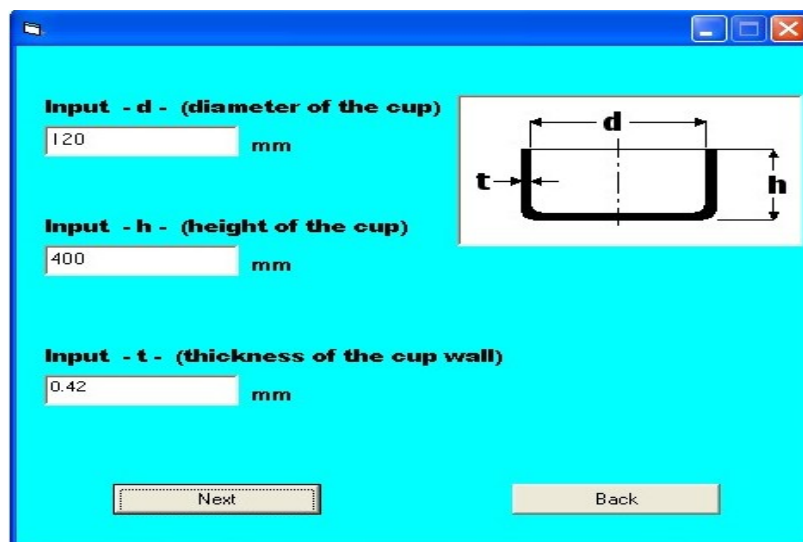 Input - d - (diameter of the cup)
120
mm
d
t
h
Input - h - (height of the cup)
400
mm
Input - t - (thickness of the cup wall)
0.42
mm
Next
Back